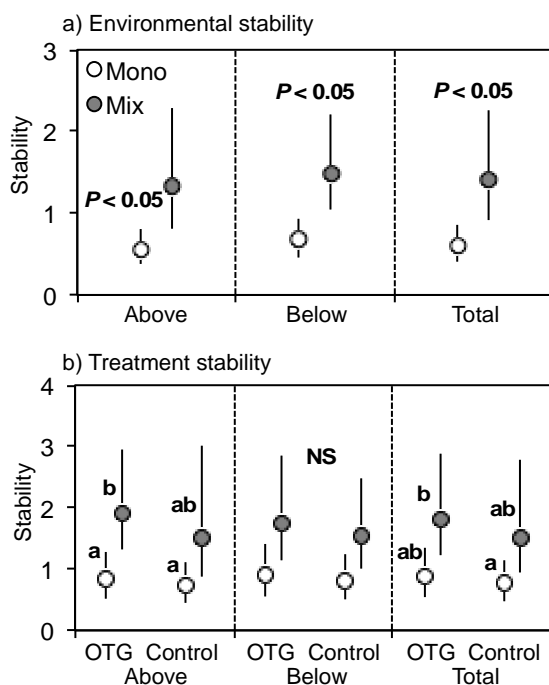 a) Environmental stability
3
Mono
Mix
P < 0.05
P < 0.05
2
Stability
P < 0.05
1
0
Above Below Total
b) Treatment stability
4
3
NS
b
ab
b
ab
2
Stability
a
a
ab
a
1
0
OTG Control OTG Control OTG Control
Above Below Total